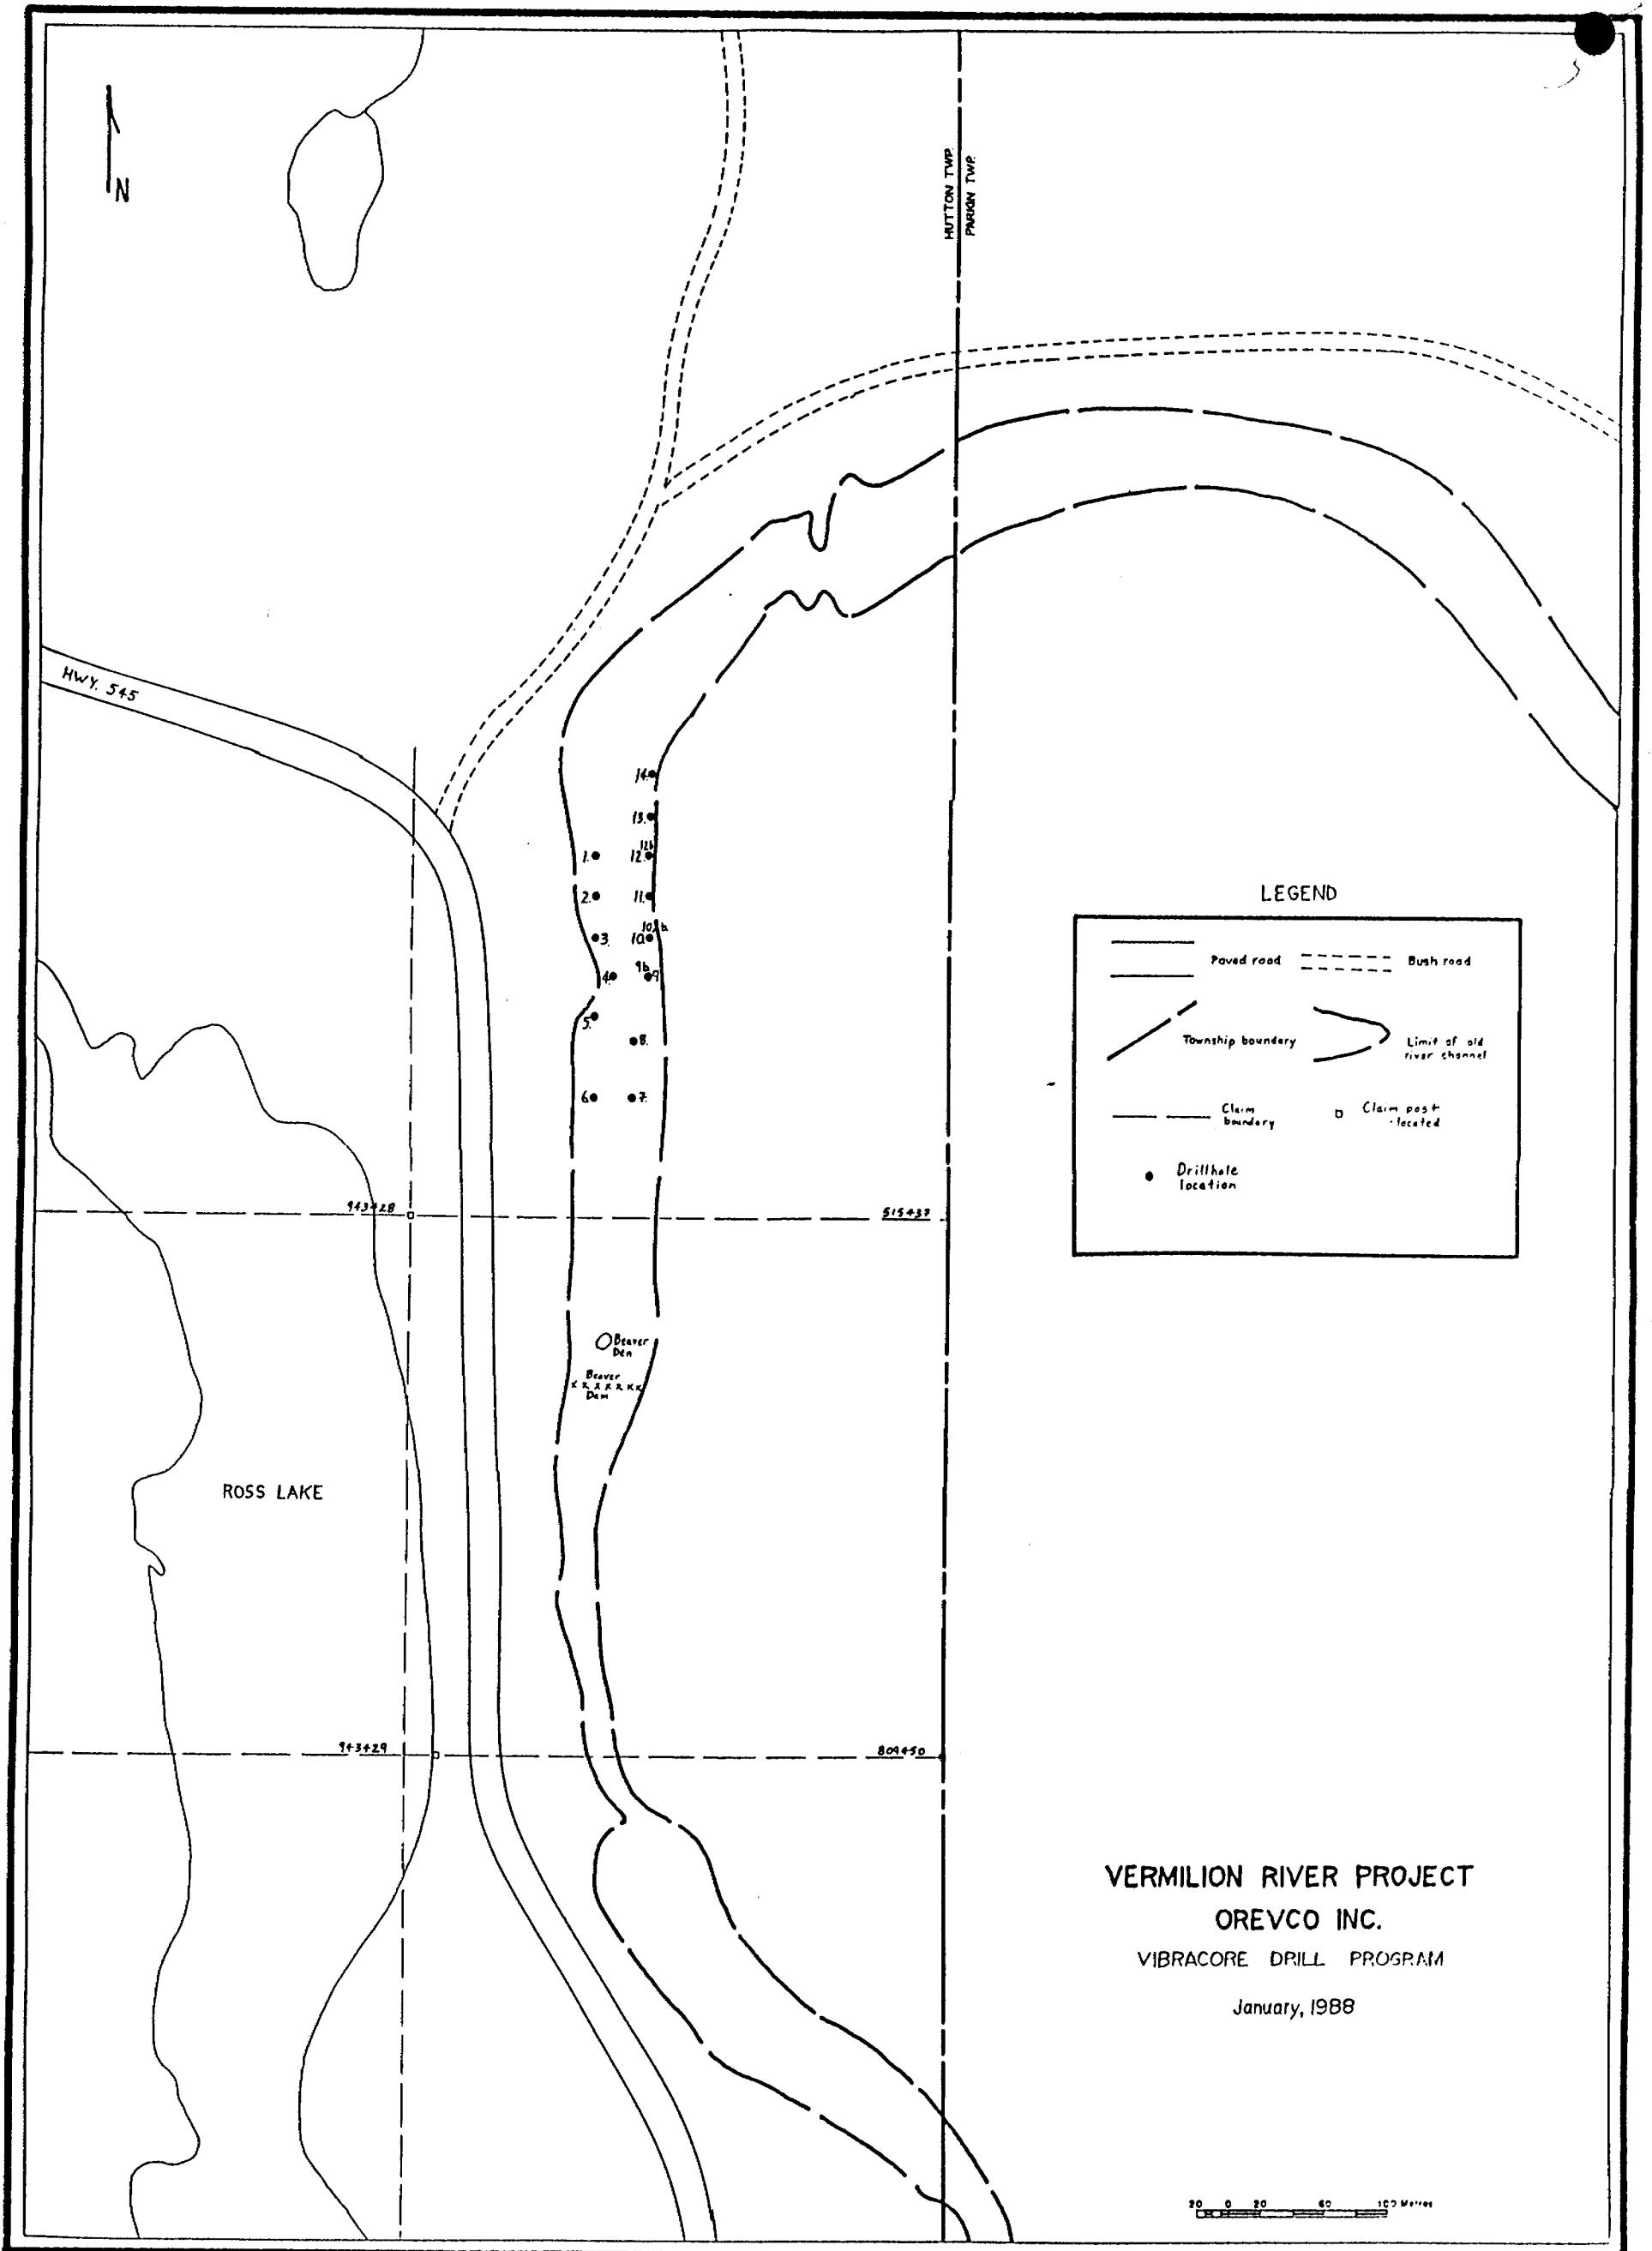 N
HUTTON TWP.
PARKIN TWP.
HWY. 545
14.
13.
12b
1.
12.
2.
11.
10b
3.
10.
9b
4.
9
5.
8.
6.
7.
LEGEND
Paved road
Bush road
Township boundary
Limit of old
river channel
Claim
boundary
Claim post
- located
Drillhole
location
943428
515437
Beaver
Den
Beaver
x x x x x x x
Dam
ROSS LAKE
943429
809450
VERMILION RIVER PROJECT
OREVCO INC.
VIBRACORE DRILL PROGRAM
January, 1988
20 0 20 60 100 Metres